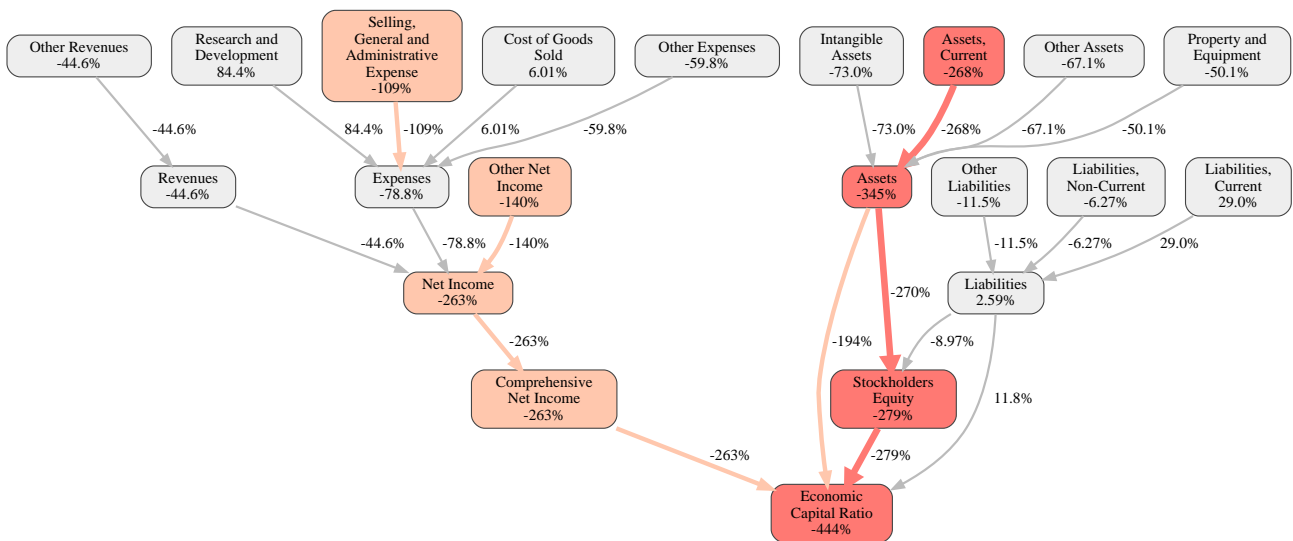 Other Revenues
-44.6%
Research and
Development
84.4%
Selling,
General and
Administrative
Expense
-109%
Cost of Goods
Sold
6.01%
Other Expenses
-59.8%
Intangible
Assets
-73.0%
Assets,
Current
-268%
Other Assets
-67.1%
Property and
Equipment
-50.1%
-44.6%
84.4%
-109%
6.01%
-59.8%
-73.0%
-268%
-67.1%
-50.1%
Revenues
-44.6%
Expenses
-78.8%
Other Net
Income
-140%
Assets
-345%
Other
Liabilities
-11.5%
Liabilities,
Non-Current
-6.27%
Liabilities,
Current
29.0%
-44.6%
-78.8%
-140%
-11.5%
-6.27%
29.0%
Net Income
-263%
-270%
Liabilities
2.59%
-263%
-194%
-8.97%
Comprehensive
Net Income
-263%
Stockholders
Equity
-279%
11.8%
-263%
-279%
Economic
Capital Ratio
-444%